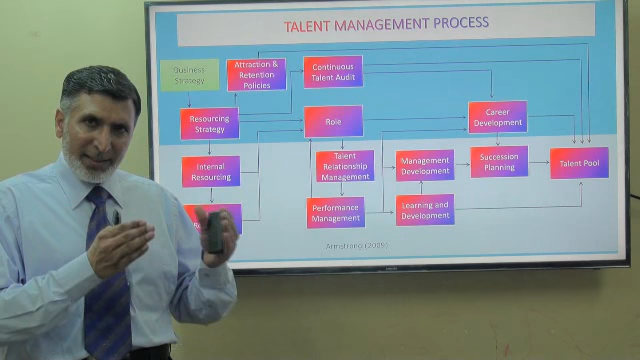 TALENT MANAGEMENT PROCESS
Business
Strategy
Attraction &
Retention
Policies
Continuous
Talent Audit
Resourcing
Strategy
Role
Career
Development
Internal
Resourcing
Talent
Relationship
Management
Management
Development
Succession
Planning
Talent Pool
Performance
Management
Learning and
Development
Armstrong (2009)